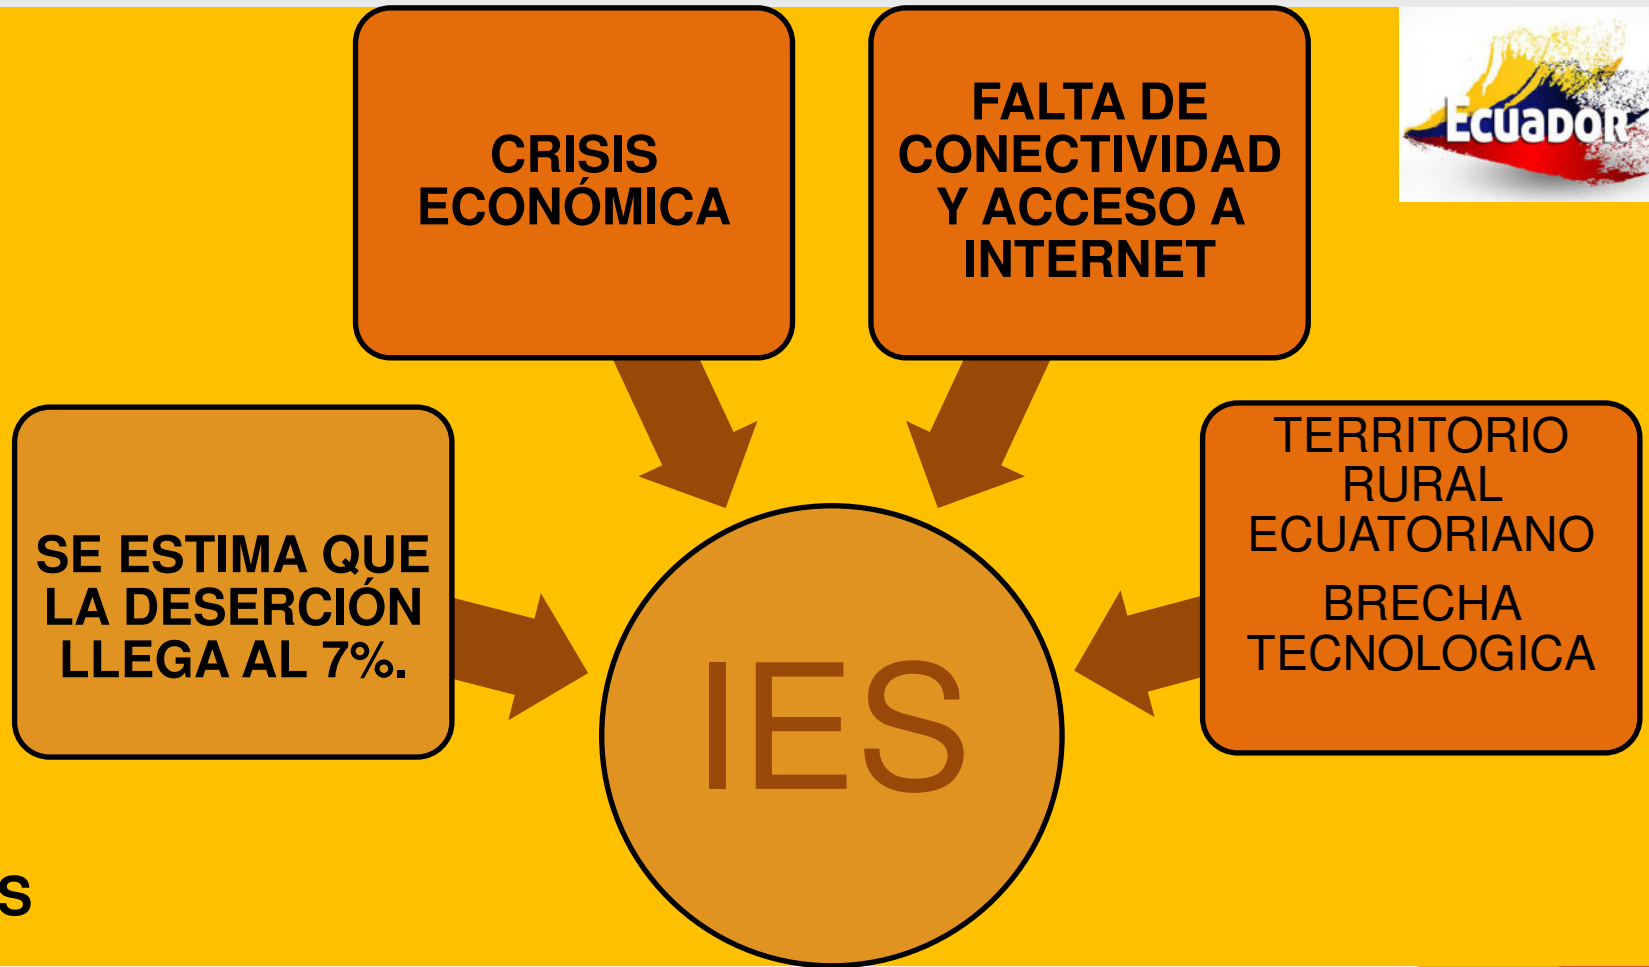 CRISIS
ECONÓMICA
FALTA DE
CONECTIVIDAD
Y ACCESO A
INTERNET
Ecuador
SE ESTIMA QUE
LA DESERCIÓN
LLEGA AL 7%.
TERRITORIO
RURAL
ECUATORIANO
BRECHA
TECNOLOGICA
IES
S